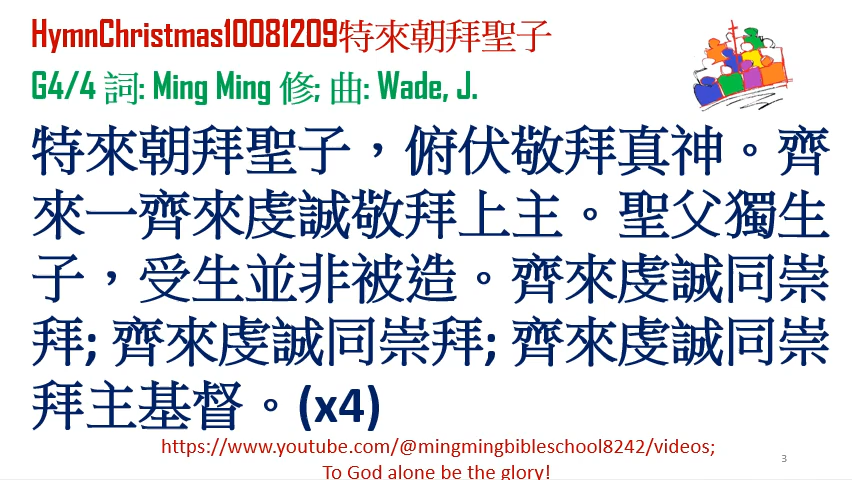 HymnChristmas10081209特來朝拜聖子
G4/4 詞: Ming Ming 修; 曲: Wade, J.
特來朝拜聖子，俯伏敬拜真神。齊
來一齊來虔誠敬拜上主。聖父獨生
子，受生並非被造。齊來虔誠同崇
拜; 齊來虔誠同崇拜; 齊來虔誠同崇
拜主基督。(x4)
https://www.youtube.com/@mingmingbibleschool8242/videos;
To God alone be the glory!
3